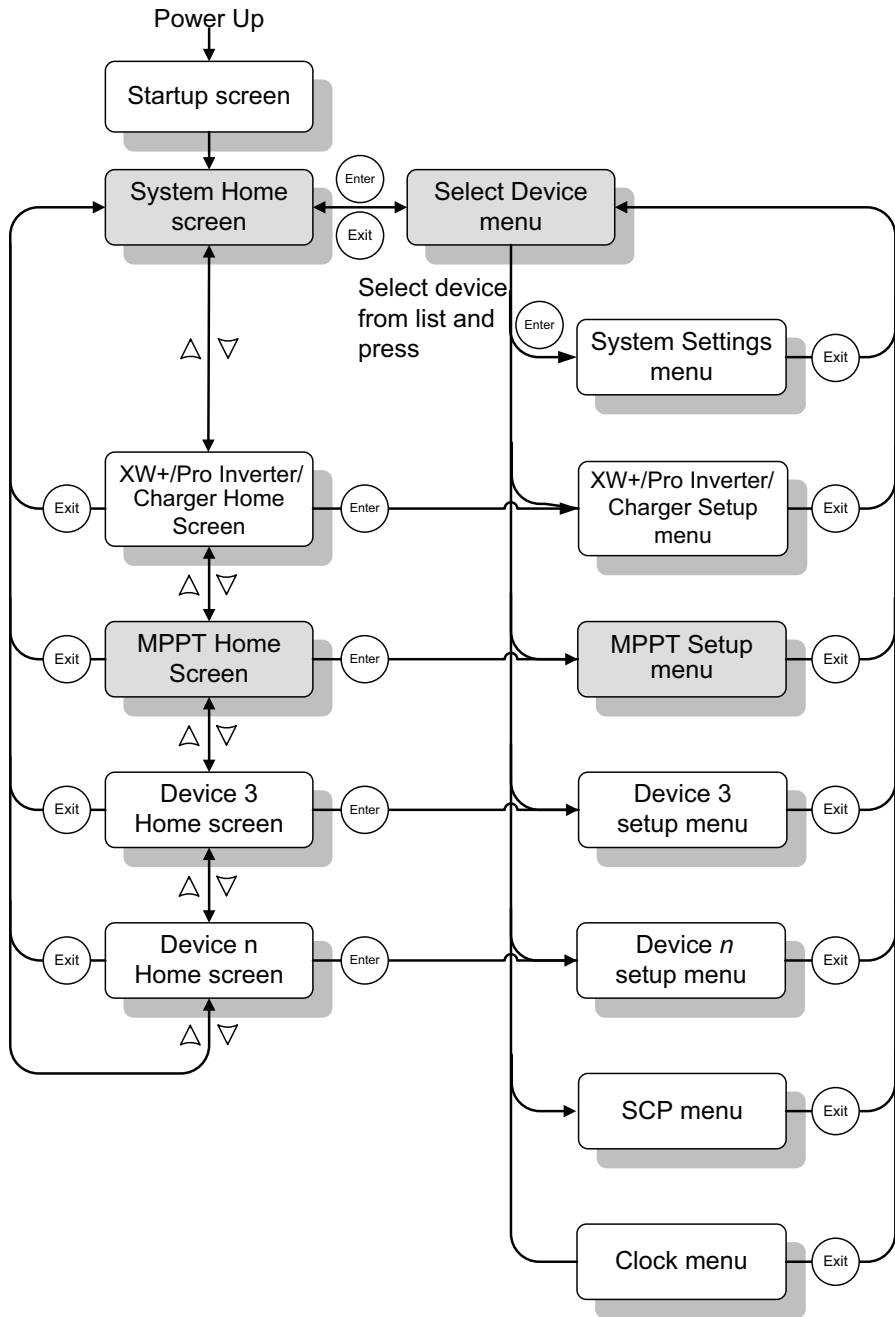 Power Up
Startup screen
System Home
screen
Enter
Exit
Select Device
menu
Select device
from list and
press
Enter
System Settings
menu
Exit
Exit
XW+/Pro Inverter/
Charger Home
Screen
Enter
XW+/Pro Inverter/
Charger Setup
menu
Exit
Exit
MPPT Home
Screen
Enter
MPPT Setup
menu
Exit
Exit
Device 3
Home screen
Enter
Device 3
setup menu
Exit
Exit
Device n
Home screen
Enter
Device n
setup menu
Exit
SCP menu
Exit
Clock menu
Exit